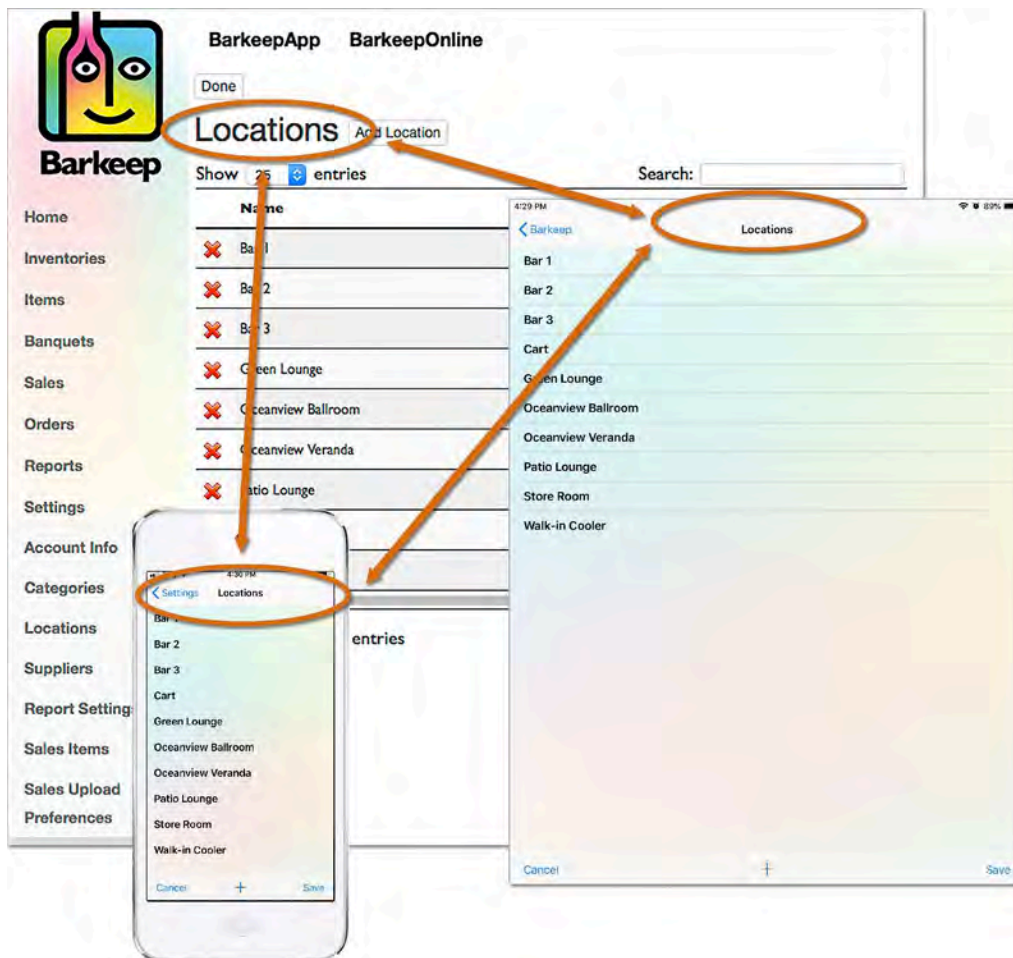 BarkeepApp BarkeepOnline
Done
Locations Add Location
Barkeep
Show 25 entries Search:
Name
Home
Inventories
Items
Banquets
Sales
Orders
Reports
Settings
Account Info
Categories
Locations
Suppliers
Report Setting
Sales Items
Sales Upload
Preferences
Bar 1
Bar 2
Bar 3
Green Lounge
Oceanview Ballroom
Oceanview Veranda
Patio Lounge
entries
4:29 PM 89%
Barkeep Locations
Bar 1
Bar 2
Bar 3
Cart
Green Lounge
Oceanview Ballroom
Oceanview Veranda
Patio Lounge
Store Room
Walk-in Cooler
Cancel + Save
4:30 PM
Settings Locations
Bar 1
Bar 2
Bar 3
Cart
Green Lounge
Oceanview Ballroom
Oceanview Veranda
Patio Lounge
Store Room
Walk-in Cooler
Cancel + Save